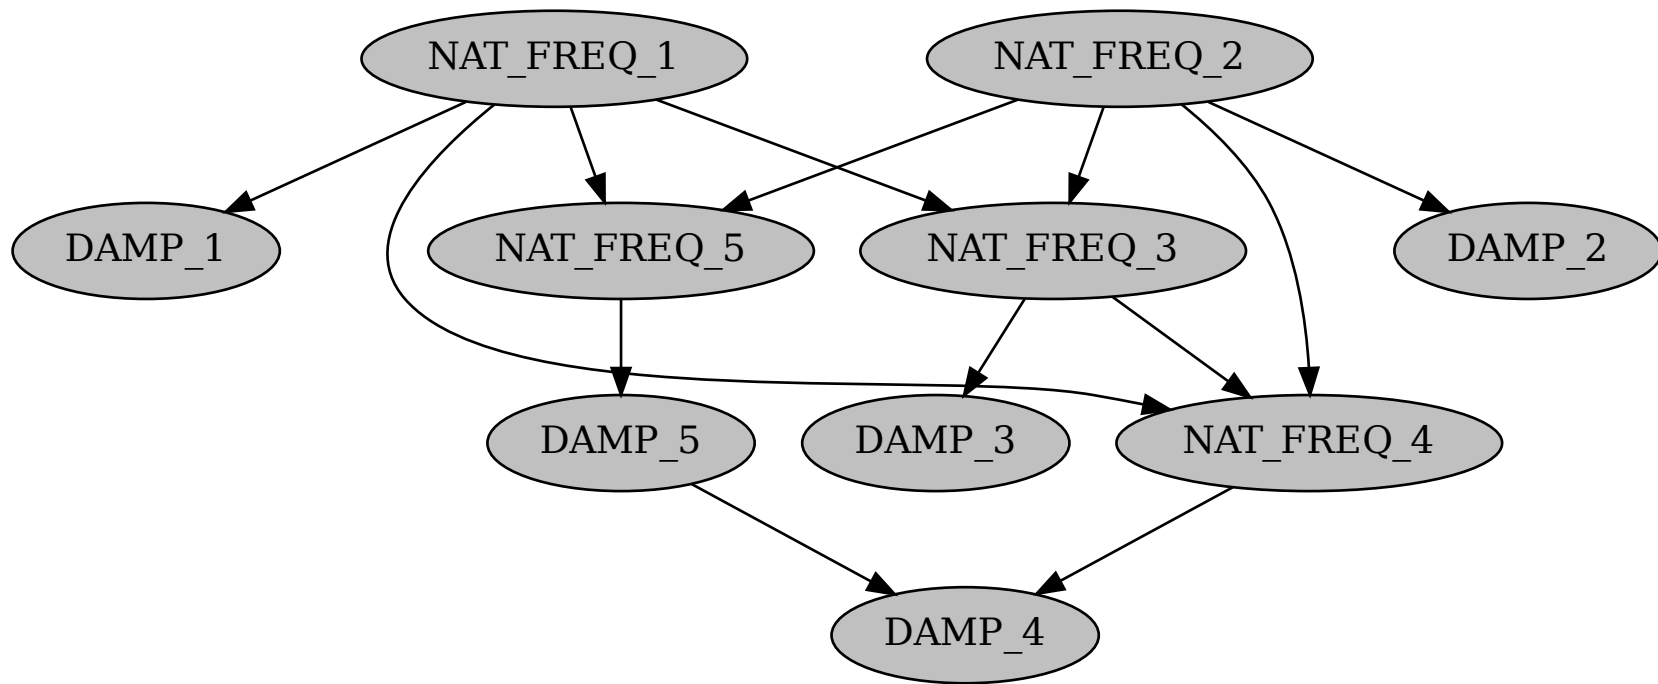 NAT_FREQ_1
NAT_FREQ_2
DAMP_1
NAT_FREQ_5
NAT_FREQ_3
DAMP_2
DAMP_5
DAMP_3
NAT_FREQ_4
DAMP_4